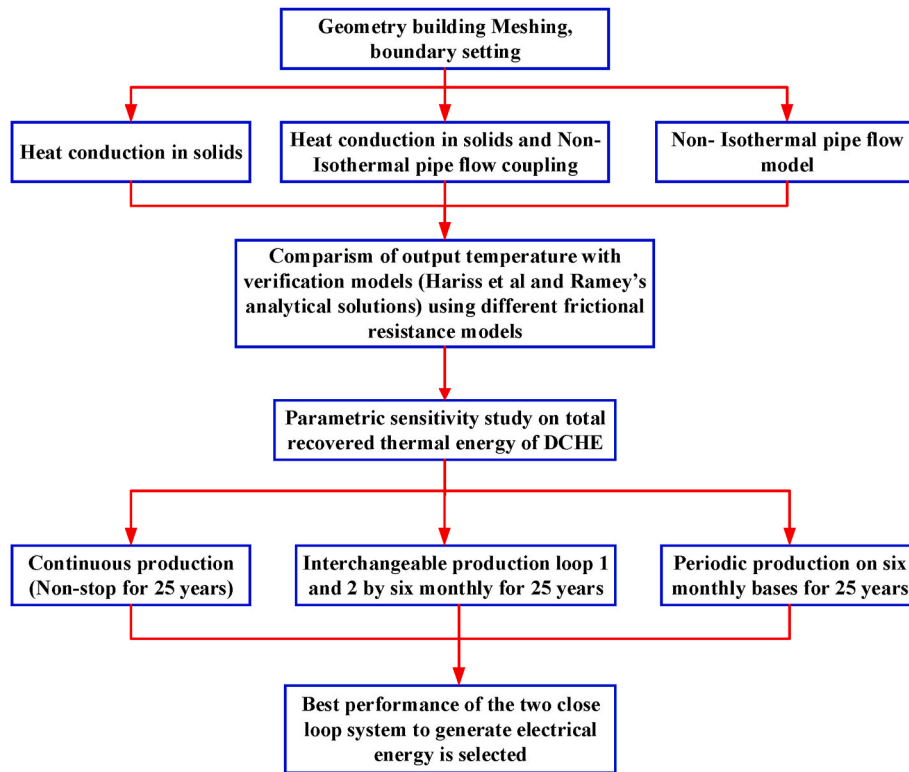 Geometry building Meshing,
boundary setting
Heat conduction in solids
Heat conduction in solids and Non-
Isothermal pipe flow coupling
Non- Isothermal pipe flow
model
Comparism of output temperature with
verification models (Hariss et al and Ramey's
analytical solutions) using different frictional
resistance models
Parametric sensitivity study on total
recovered thermal energy of DCHE
Continuous production
(Non-stop for 25 years)
Interchangeable production loop 1
and 2 by six monthly for 25 years
Periodic production on six
monthly bases for 25 years
Best performance of the two close
loop system to generate electrical
energy is selected